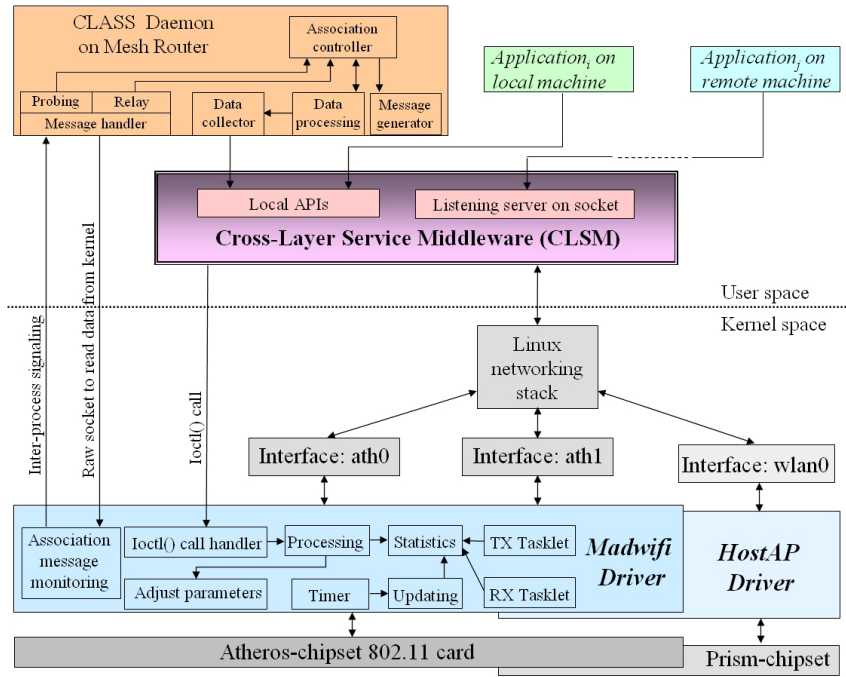 CLASS Daemon
on Mesh Router
Association
controller
Probing
Relay
Message handler
Data
collector
Data
processing
Message
generator
Applicationi on
local machine
Applicationj on
remote machine
Local APIs
Listening server on socket
Cross-Layer Service Middleware (CLSM)
User space
Kernel space
Inter-process signaling
Raw socket to read data from kernel
Ioctl() call
Linux
networking
stack
Interface: ath0
Interface: ath1
Interface: wlan0
Association
message
monitoring
Ioctl() call handler
Processing
Statistics
TX Tasklet
Adjust parameters
Timer
Updating
RX Tasklet
Madwifi
Driver
HostAP
Driver
Atheros-chipset 802.11 card
Prism-chipset